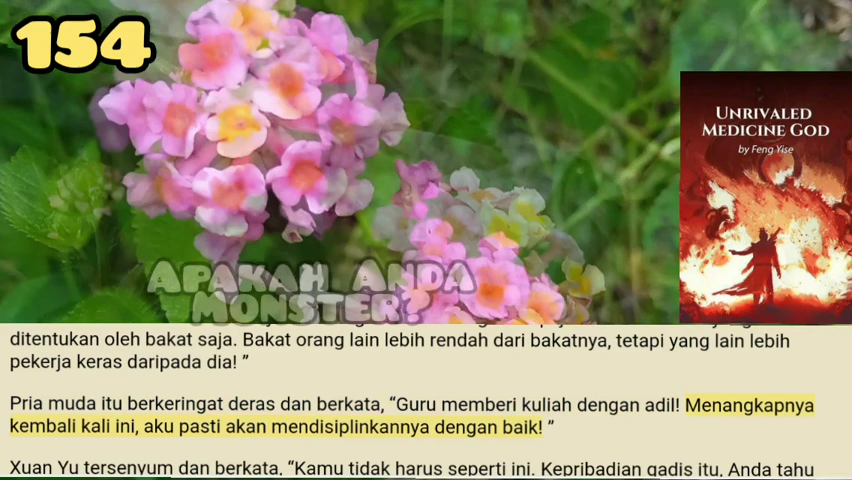 154
UNRIVALED
MEDICINE GOD
by Feng Yise
APAKAH ANDA
MONSTER?
ditentukan oleh bakat saja. Bakat orang lain lebih rendah dari bakatnya, tetapi yang lain lebih
pekerja keras daripada dia! ”
Pria muda itu berkeringat deras dan berkata, “Guru memberi kuliah dengan adil! Menangkapnya
kembali kali ini, aku pasti akan mendisiplinkannya dengan baik! ”
Xuan Yu tersenyum dan berkata, “Kamu tidak harus seperti ini. Kepribadian gadis itu, Anda tahu